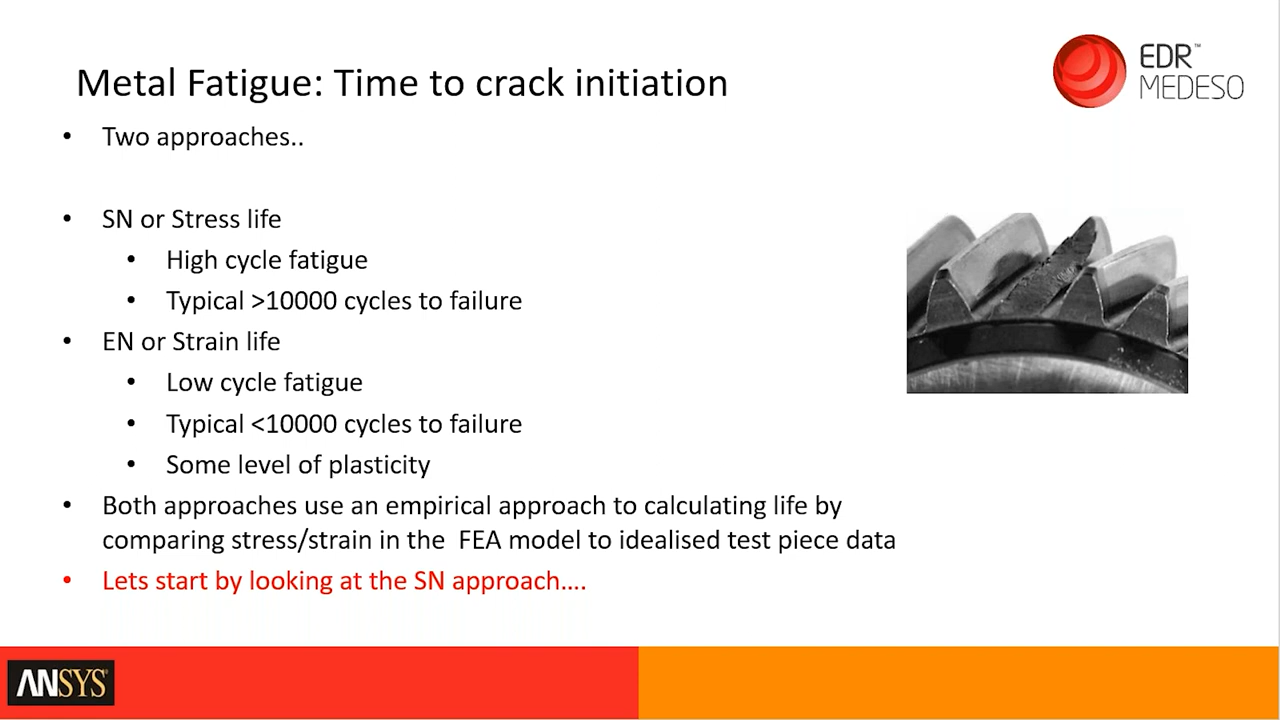 EDR™
MEDESO
Metal Fatigue: Time to crack initiation
• Two approaches..
• SN or Stress life
• High cycle fatigue
• Typical >10000 cycles to failure
• EN or Strain life
• Low cycle fatigue
• Typical <10000 cycles to failure
• Some level of plasticity
• Both approaches use an empirical approach to calculating life by
comparing stress/strain in the  FEA model to idealised test piece data
• Lets start by looking at the SN approach....
ANSYS®